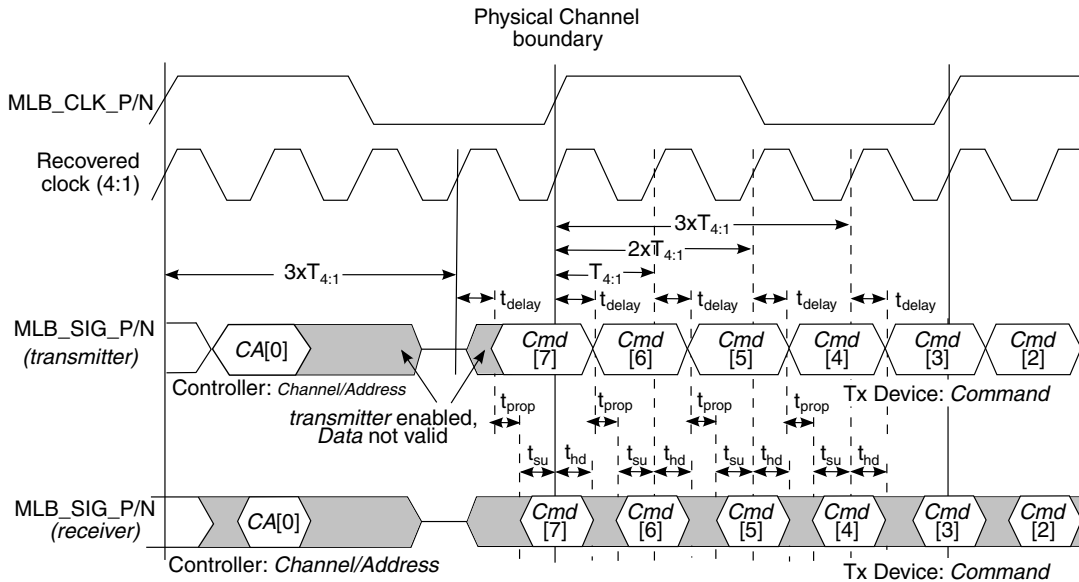 Physical Channel
boundary
MLB_CLK_P/N
Recovered
clock (4:1)
3xT4:1
2xT4:1
3xT4:1
T4:1
tdelay
tdelay
tdelay
tdelay
tdelay
MLB_SIG_P/N
(transmitter)
CA[0]
Cmd
[7]
Cmd
[6]
Cmd
[5]
Cmd
[4]
Cmd
[3]
Cmd
[2]
Controller: Channel/Address
Tx Device: Command
transmitter enabled,
Data not valid
tprop
tprop
tprop
tprop
tsu
thd
tsu
thd
tsu
thd
tsu
thd
MLB_SIG_P/N
(receiver)
CA[0]
Cmd
[7]
Cmd
[6]
Cmd
[5]
Cmd
[4]
Cmd
[3]
Cmd
[2]
Controller: Channel/Address
Tx Device: Command